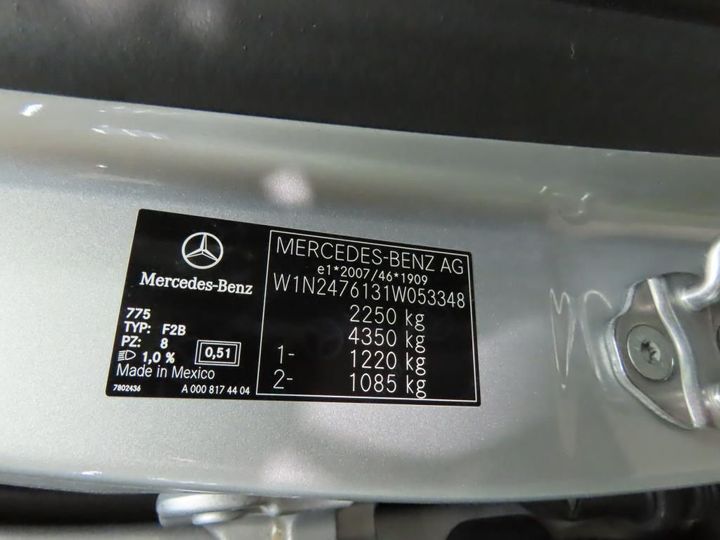 Mercedes-Benz
775
TYP: F2B
PZ: 8
1,0 % 0,51
Made in Mexico
7802436 A 000 817 44 04
MERCEDES-BENZ AG
e1*2007/46*1909
W1N2476131W053348
2250 kg
4350 kg
1- 1220 kg
2- 1085 kg